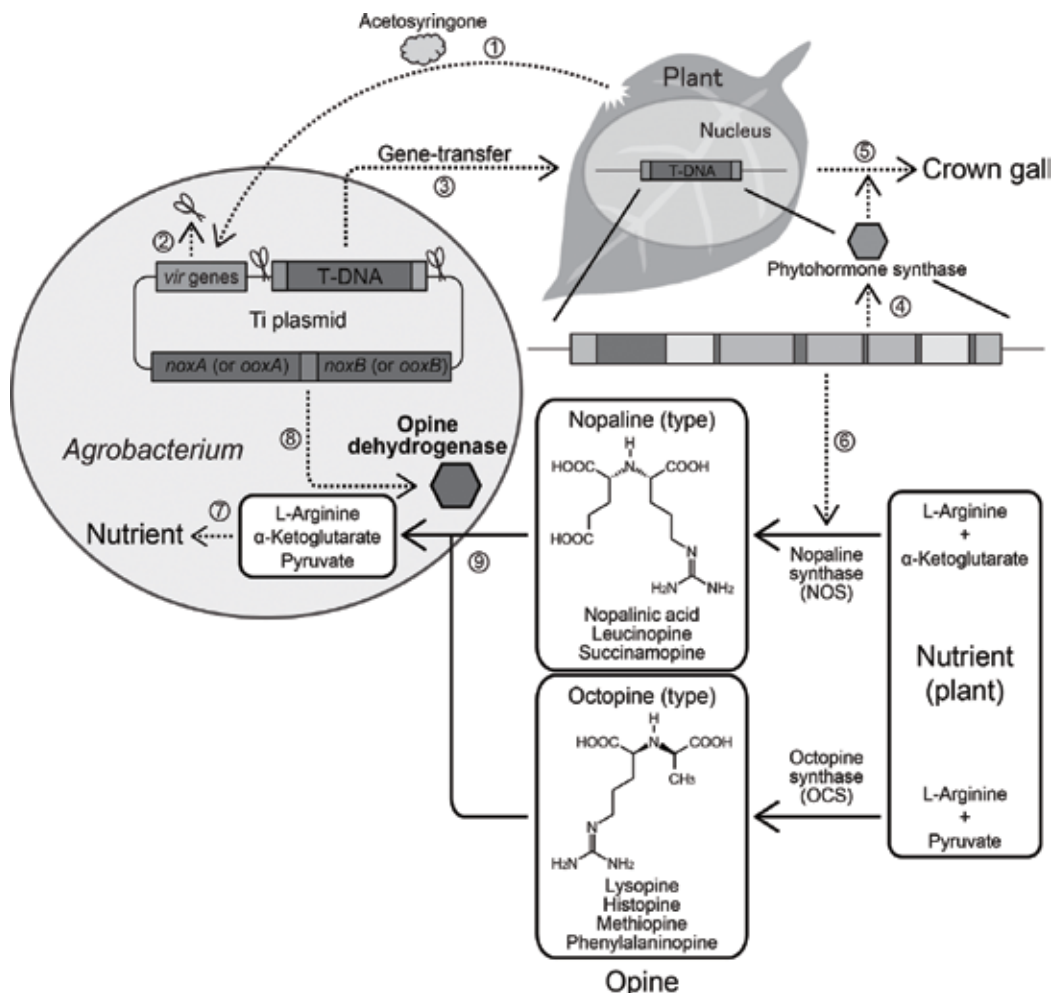 Acetosyringone
①
Plant
Nucleus
T-DNA
Gene-transfer
③
⑤
Crown gall
Phytohormone synthase
④
②
vir genes
T-DNA
Ti plasmid
noxA (or ooxA)
noxB (or ooxB)
Agrobacterium
⑧
Opine
dehydrogenase
⑦
Nutrient
L-Arginine
α-Ketoglutarate
Pyruvate
⑨
⑥
Nopaline (type)
H
HOOC
N
COOH
HOOC
N
H₂N
NH₂
Nopalinic acid
Leucinopine
Succinamopine
Nopaline
synthase
(NOS)
L-Arginine
+
α-Ketoglutarate
Nutrient
(plant)
Octopine (type)
H
HOOC
N
COOH
CH₃
N
H₂N
NH₂
Lysopine
Histopine
Methiopine
Phenylalaninopine
Octopine
synthase
(OCS)
L-Arginine
+
Pyruvate
Opine